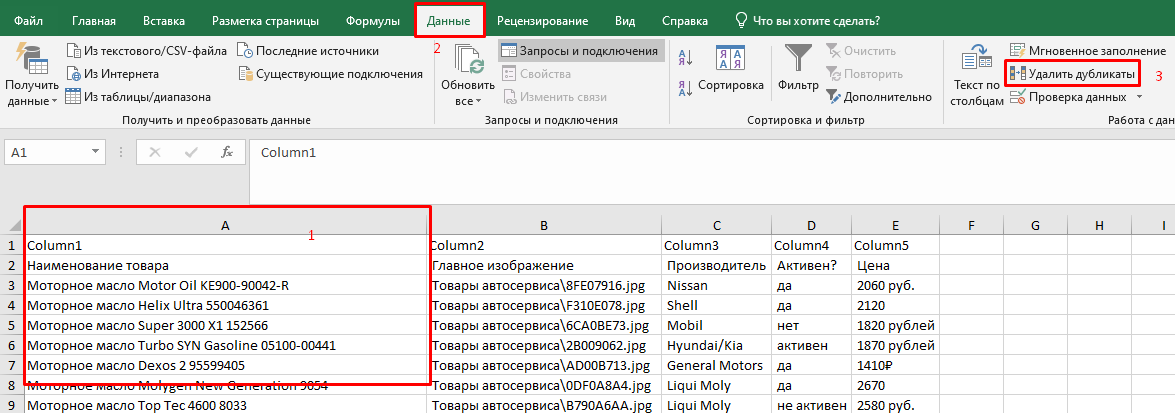 Файл Главная Вставка Разметка страницы Формулы Данные Рецензирование Вид Справка Что вы хотите сделать?
2
Получить данные
Из текстового/CSV-файла
Из Интернета
Из таблицы/диапазона
Последние источники
Существующие подключения
Получить и преобразовать данные
Обновить все
Запросы и подключения
Свойства
Изменить связи
Запросы и подключения
А Я
Я А
Я А
А Я
Сортировка
Фильтр
Очистить
Повторить
Дополнительно
Сортировка и фильтр
Текст по столбцам
Мгновенное заполнение
Удалить дубликаты 3
Проверка данных
Работа с дан
A1 fx Column1
A B C D E F G H I
1
1 Column1 Column2 Column3 Column4 Column5
2 Наименование товара Главное изображение Производитель Активен? Цена
3 Моторное масло Motor Oil KE900-90042-R Товары автосервиса\8FE07916.jpg Nissan да 2060 руб.
4 Моторное масло Helix Ultra 550046361 Товары автосервиса\F310E078.jpg Shell да 2120
5 Моторное масло Super 3000 X1 152566 Товары автосервиса\6CA0BE73.jpg Mobil нет 1820 рублей
6 Моторное масло Turbo SYN Gasoline 05100-00441 Товары автосервиса\2B009062.jpg Hyundai/Kia активен 1870 рублей
7 Моторное масло Dexos 2 95599405 Товары автосервиса\AD00B713.jpg General Motors да 1410₽
8 Моторное масло Molygen New Generation 9054 Товары автосервиса\0DF0A8A4.jpg Liqui Moly да 2670
9 Моторное масло Top Tec 4600 8033 Товары автосервиса\B790A6AA.jpg Liqui Moly не активен 2580 руб.